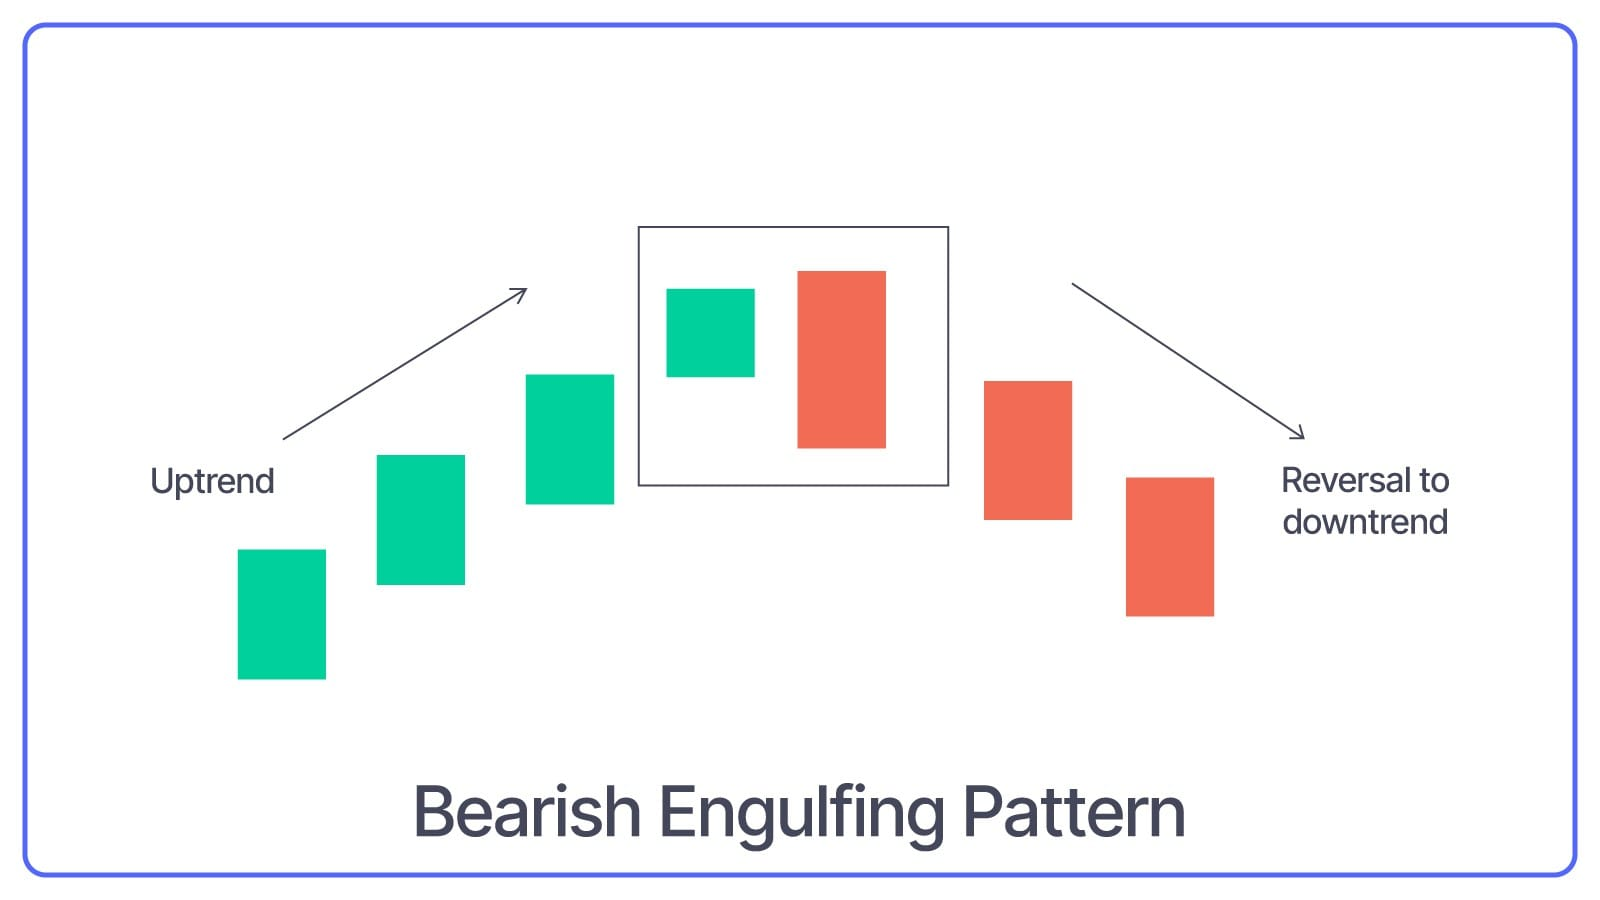 Uptrend
Reversal to
downtrend
Bearish Engulfing Pattern